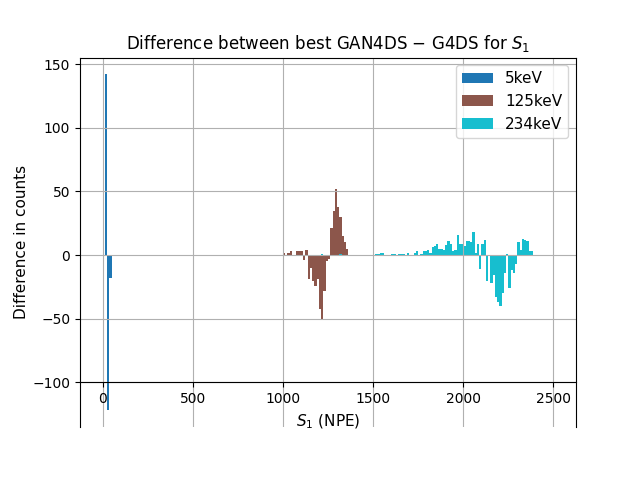 Difference between best GAN4DS − G4DS for S₁
5keV
125keV
234keV
Difference in counts
150
100
50
0
−50
−100
0 500 1000 1500 2000 2500
S₁ (NPE)